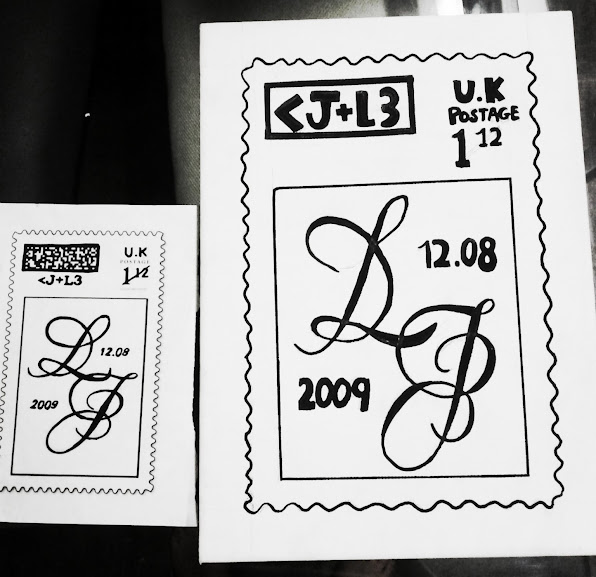 U.K
POSTAGE
1 12
<J+L3
L
12.08
2009
J
<J+L3
U.K
POSTAGE
1 12
L
12.08
2009
J